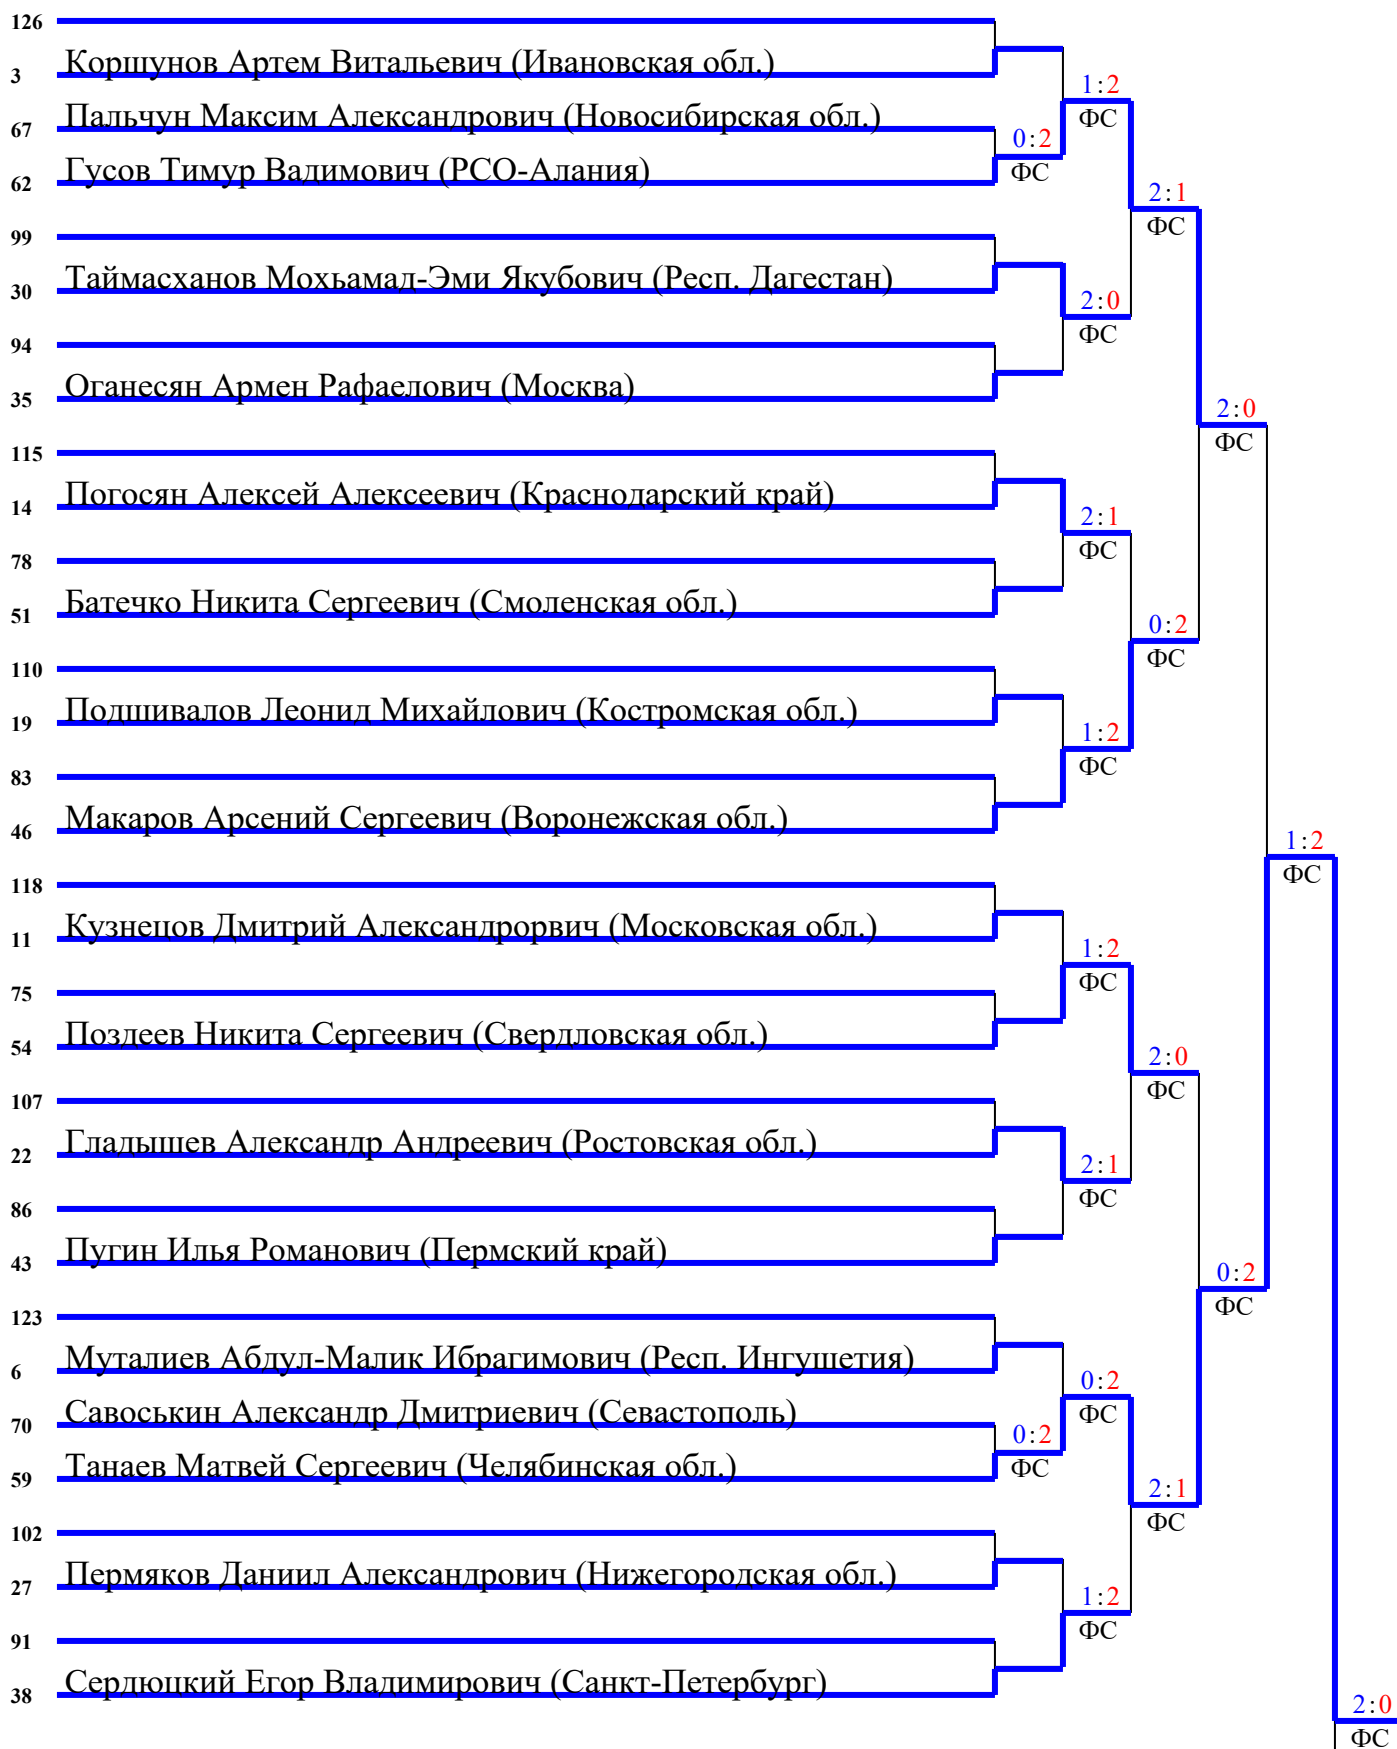 126
Коршунов Артем Витальевич (Ивановская обл.)
3
1:2
Пальчун Максим Александрович (Новосибирская обл.)
ФС
67
0:2
Гусов Тимур Вадимович (РСО-Алания)
ФС
62
2:1
ФС
99
Таймасханов Мохьамад-Эми Якубович (Респ. Дагестан)
30
2:0
ФС
94
Оганесян Армен Рафаелович (Москва)
35
2:0
ФС
115
Погосян Алексей Алексеевич (Краснодарский край)
14
2:1
ФС
78
Батечко Никита Сергеевич (Смоленская обл.)
51
0:2
ФС
110
Подшивалов Леонид Михайлович (Костромская обл.)
19
1:2
ФС
83
Макаров Арсений Сергеевич (Воронежская обл.)
46
1:2
ФС
118
Кузнецов Дмитрий Александрорвич (Московская обл.)
11
1:2
ФС
75
Поздеев Никита Сергеевич (Свердловская обл.)
54
2:0
ФС
107
Гладышев Александр Андреевич (Ростовская обл.)
22
2:1
ФС
86
Пугин Илья Романович (Пермский край)
43
0:2
ФС
123
Муталиев Абдул-Малик Ибрагимович (Респ. Ингушетия)
6
0:2
Савоськин Александр Дмитриевич (Севастополь)
ФС
70
0:2
Танаев Матвей Сергеевич (Челябинская обл.)
ФС
59
2:1
ФС
102
Пермяков Даниил Александрович (Нижегородская обл.)
27
1:2
ФС
91
Сердюцкий Егор Владимирович (Санкт-Петербург)
38
2:0
ФС